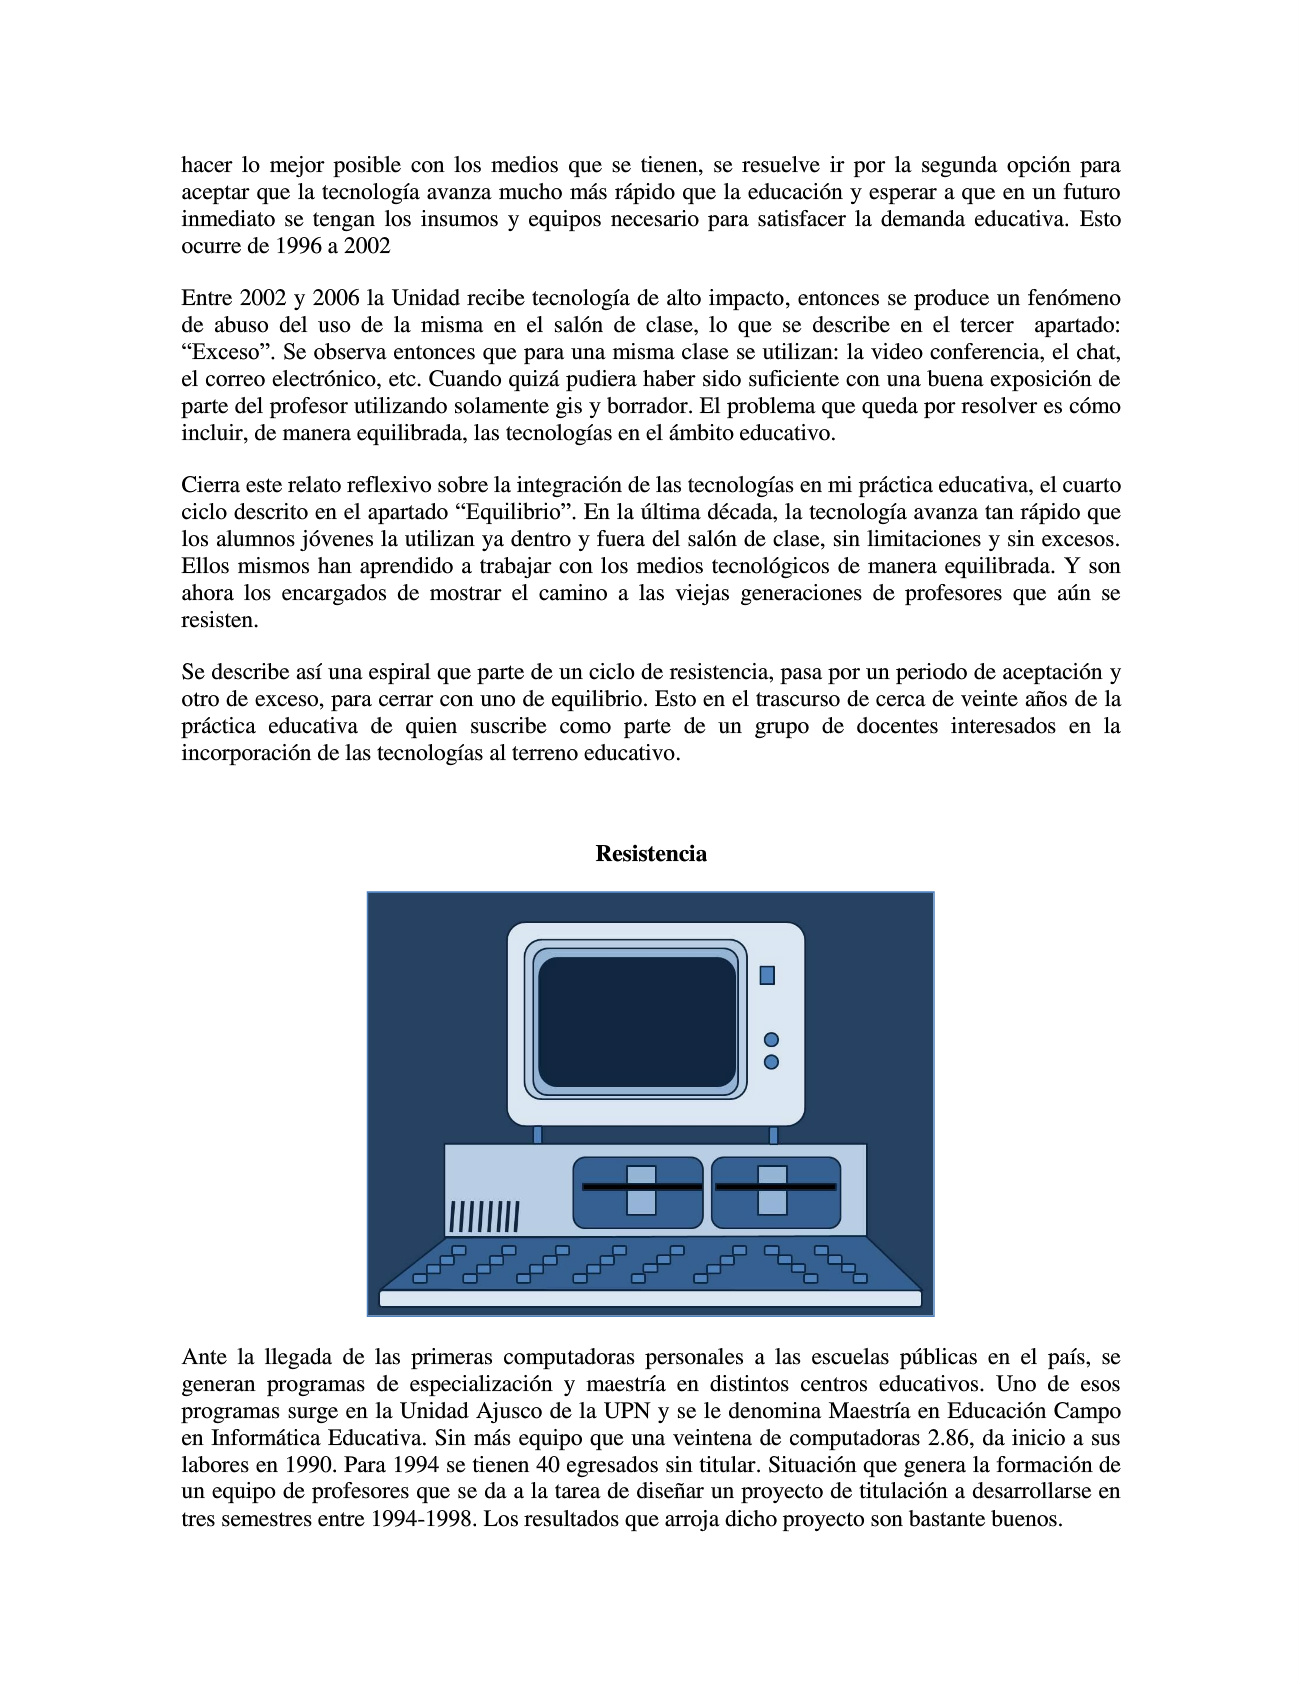 hacer lo mejor posible con los medios que se tienen, se resuelve ir por la segunda opción para
aceptar que la tecnología avanza mucho más rápido que la educación y esperar a que en un futuro
inmediato se tengan los insumos y equipos necesario para satisfacer la demanda educativa. Esto
ocurre de 1996 a 2002
Entre 2002 y 2006 la Unidad recibe tecnología de alto impacto, entonces se produce un fenómeno
de abuso del uso de la misma en el salón de clase, lo que se describe en el tercer  apartado:
“Exceso”. Se observa entonces que para una misma clase se utilizan: la video conferencia, el chat,
el correo electrónico, etc. Cuando quizá pudiera haber sido suficiente con una buena exposición de
parte del profesor utilizando solamente gis y borrador. El problema que queda por resolver es cómo
incluir, de manera equilibrada, las tecnologías en el ámbito educativo.
Cierra este relato reflexivo sobre la integración de las tecnologías en mi práctica educativa, el cuarto
ciclo descrito en el apartado “Equilibrio”. En la última década, la tecnología avanza tan rápido que
los alumnos jóvenes la utilizan ya dentro y fuera del salón de clase, sin limitaciones y sin excesos.
Ellos mismos han aprendido a trabajar con los medios tecnológicos de manera equilibrada. Y son
ahora los encargados de mostrar el camino a las viejas generaciones de profesores que aún se
resisten.
Se describe así una espiral que parte de un ciclo de resistencia, pasa por un periodo de aceptación y
otro de exceso, para cerrar con uno de equilibrio. Esto en el trascurso de cerca de veinte años de la
práctica educativa de quien suscribe como parte de un grupo de docentes interesados en la
incorporación de las tecnologías al terreno educativo.
Resistencia
Ante la llegada de las primeras computadoras personales a las escuelas públicas en el país, se
generan programas de especialización y maestría en distintos centros educativos. Uno de esos
programas surge en la Unidad Ajusco de la UPN y se le denomina Maestría en Educación Campo
en Informática Educativa. Sin más equipo que una veintena de computadoras 2.86, da inicio a sus
labores en 1990. Para 1994 se tienen 40 egresados sin titular. Situación que genera la formación de
un equipo de profesores que se da a la tarea de diseñar un proyecto de titulación a desarrollarse en
tres semestres entre 1994-1998. Los resultados que arroja dicho proyecto son bastante buenos.